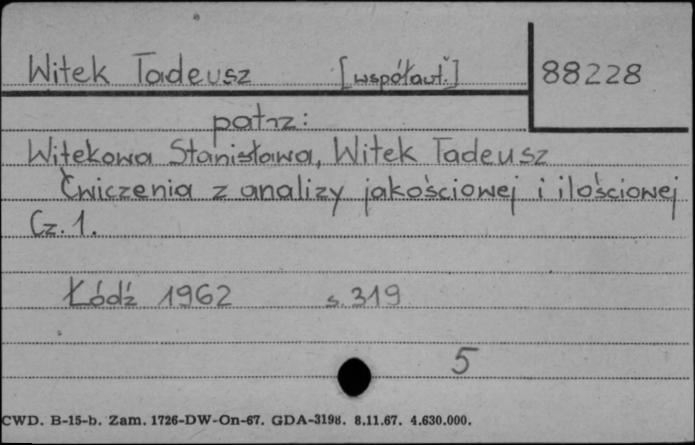 Witek Tadeusz [współaut.] 88228
patrz:
Witekowa Stanisława, Witek Tadeusz
Ćwiczenia z analizy jakościowej i ilościowej
Cz. 1.
Łódź 1962 s. 319
5
CWD. B-15-b. Zam. 1726-DW-On-67. GDA-3198. 8.11.67. 4.630.000.